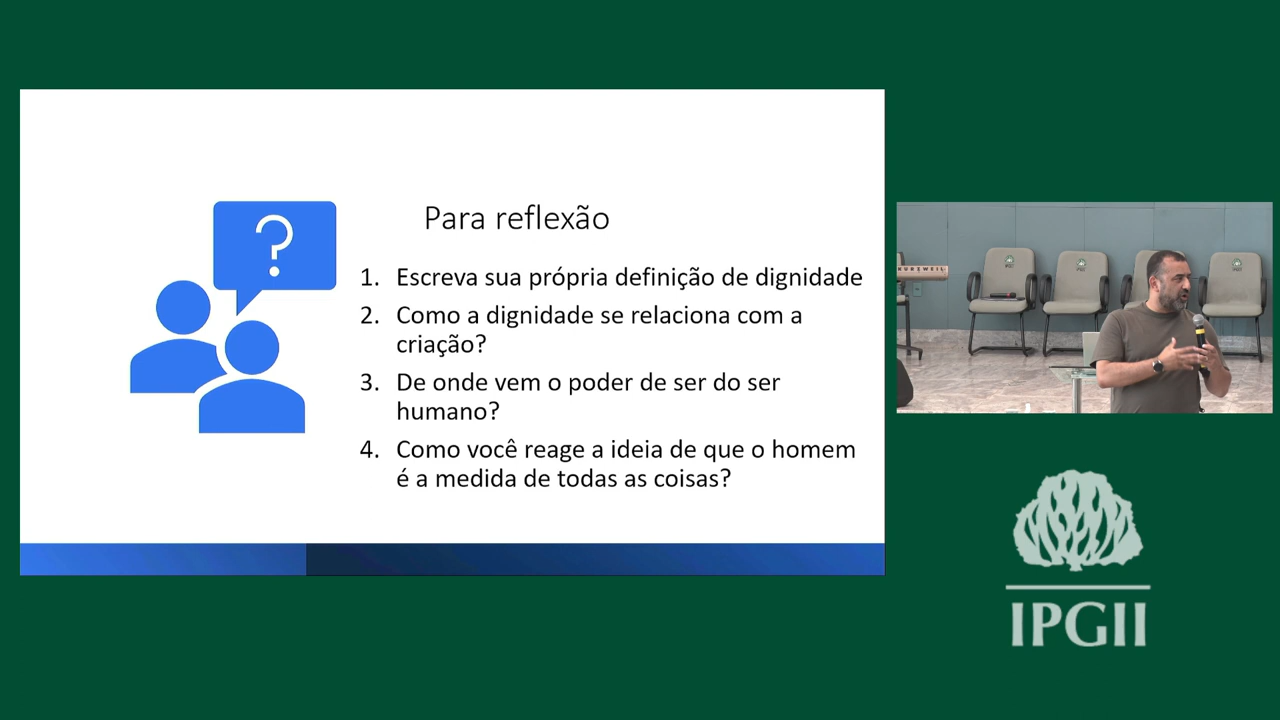 Para reflexão
?
1. Escreva sua própria definição de dignidade
2. Como a dignidade se relaciona com a
criação?
3. De onde vem o poder de ser do ser
humano?
4. Como você reage a ideia de que o homem
é a medida de todas as coisas?
KURZWEIL
IPGII